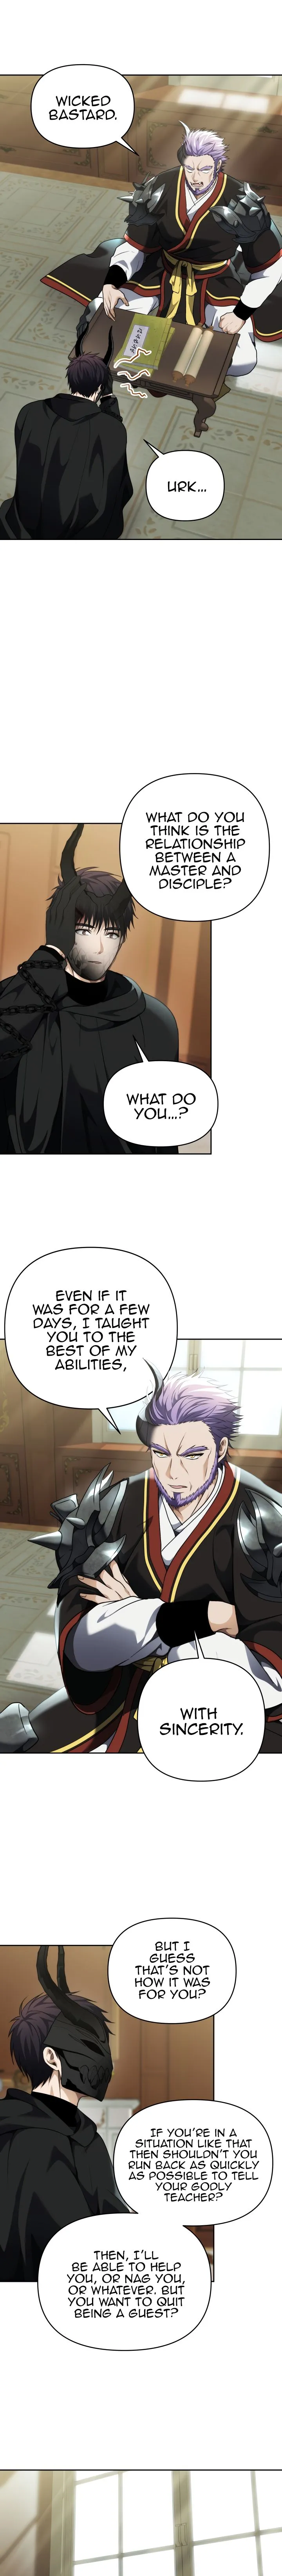 WICKED
BASTARD.
URK...
WHAT DO YOU
THINK IS THE
RELATIONSHIP
BETWEEN A
MASTER AND
DISCIPLE?
WHAT DO
YOU...?
EVEN IF IT
WAS FOR A FEW
DAYS, I TAUGHT
YOU TO THE
BEST OF MY
ABILITIES,
WITH
SINCERITY.
BUT I
GUESS
THAT'S NOT
HOW IT WAS
FOR YOU?
IF YOU'RE IN A
SITUATION LIKE THAT
THEN SHOULDN'T YOU
RUN BACK AS QUICKLY
AS POSSIBLE TO TELL
YOUR GODLY
TEACHER?
THEN, I'LL
BE ABLE TO HELP
YOU, OR NAG YOU,
OR WHATEVER. BUT
YOU WANT TO QUIT
BEING A GUEST?